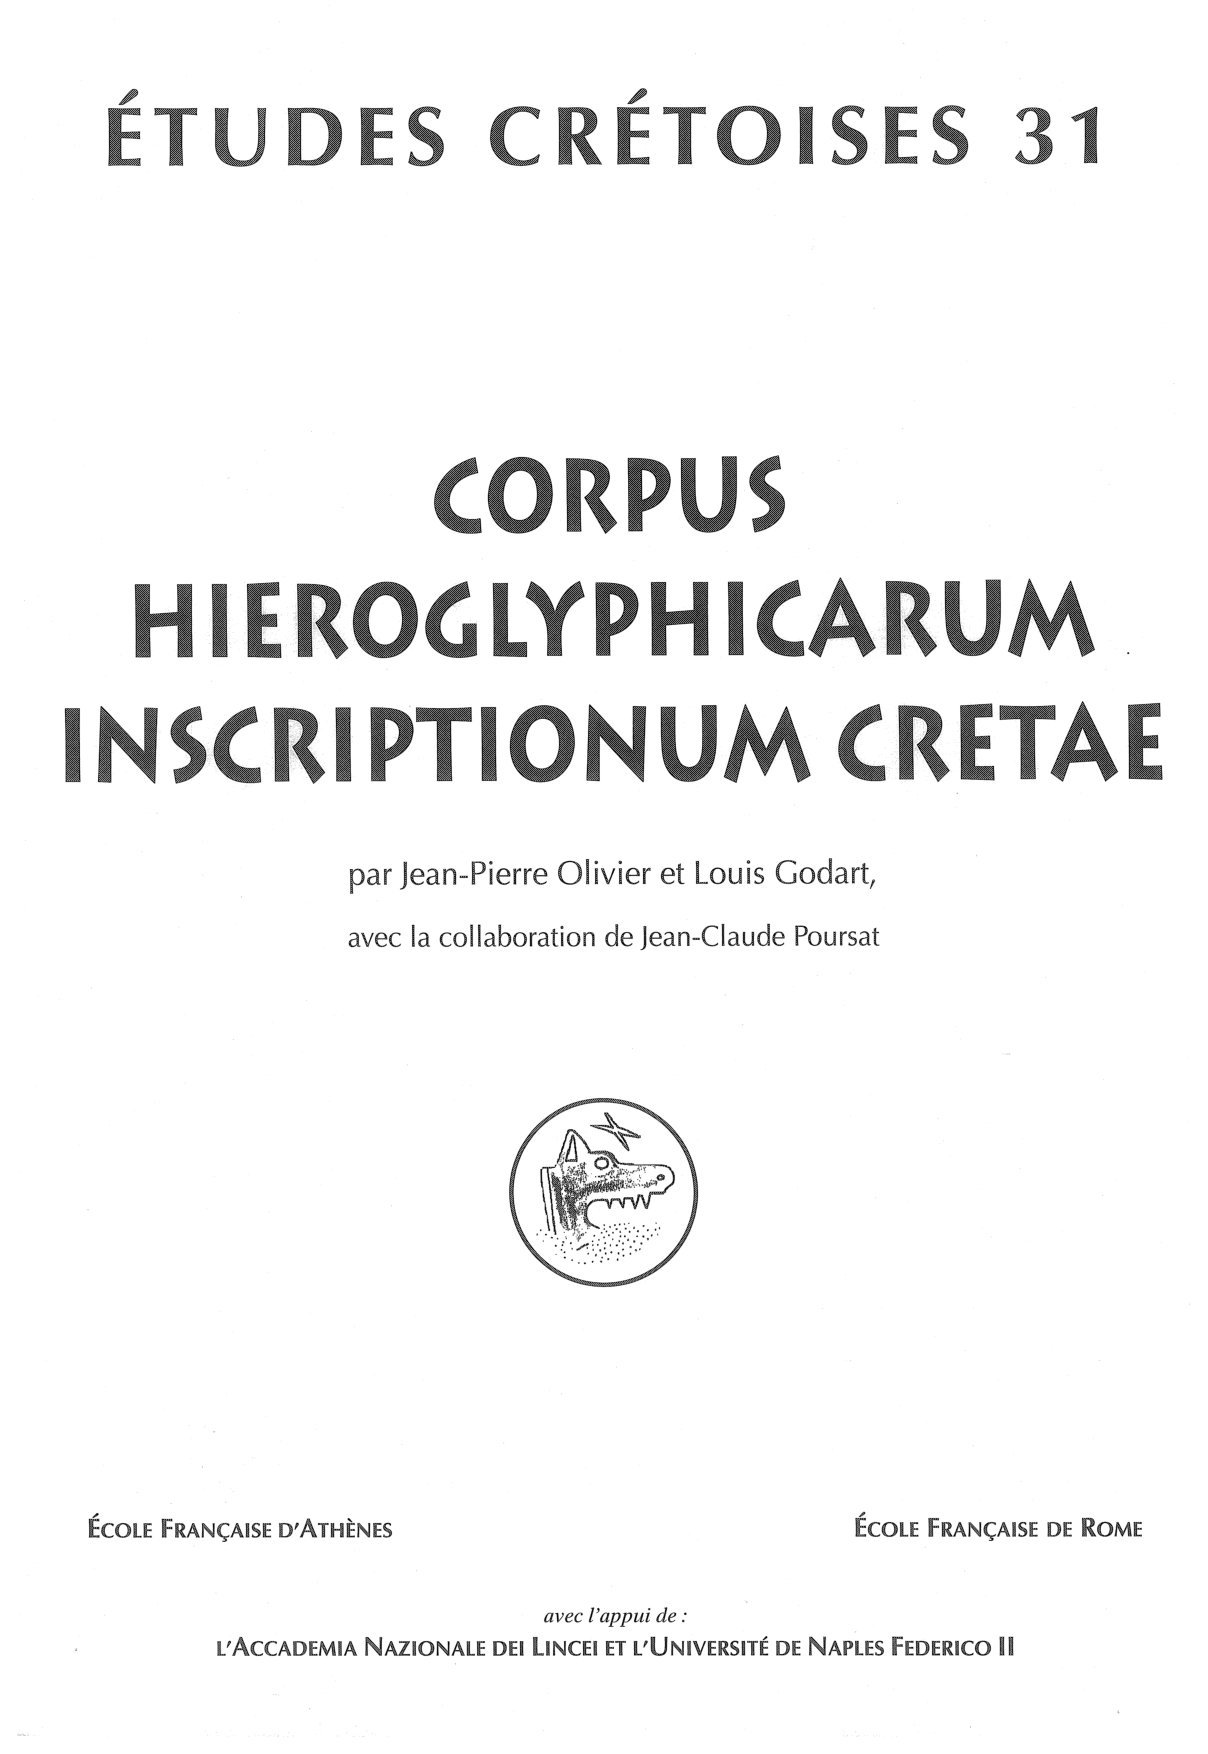 ÉTUDES CRÉTOISES 31
CORPUS
HIEROGLYPHICARUM
INSCRIPTIONUM CRETAE
par Jean-Pierre Olivier et Louis Godart,
avec la collaboration de Jean-Claude Poursat
ÉCOLE FRANÇAISE D'ATHÈNES
ÉCOLE FRANÇAISE DE ROME
avec l'appui de :
L'ACCADEMIA NAZIONALE DEI LINCEI ET L'UNIVERSITÉ DE NAPLES FEDERICO II